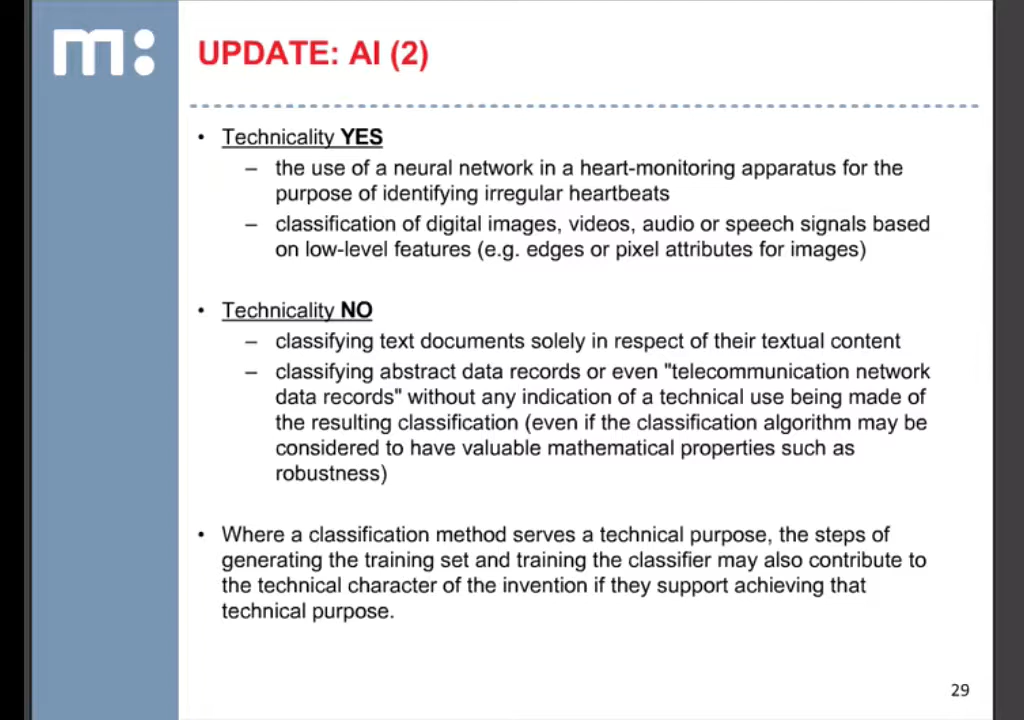 m:
UPDATE: AI (2)
• Technicality YES
– the use of a neural network in a heart-monitoring apparatus for the
purpose of identifying irregular heartbeats
– classification of digital images, videos, audio or speech signals based
on low-level features (e.g. edges or pixel attributes for images)
• Technicality NO
– classifying text documents solely in respect of their textual content
– classifying abstract data records or even "telecommunication network
data records" without any indication of a technical use being made of
the resulting classification (even if the classification algorithm may be
considered to have valuable mathematical properties such as
robustness)
• Where a classification method serves a technical purpose, the steps of
generating the training set and training the classifier may also contribute to
the technical character of the invention if they support achieving that
technical purpose.
29